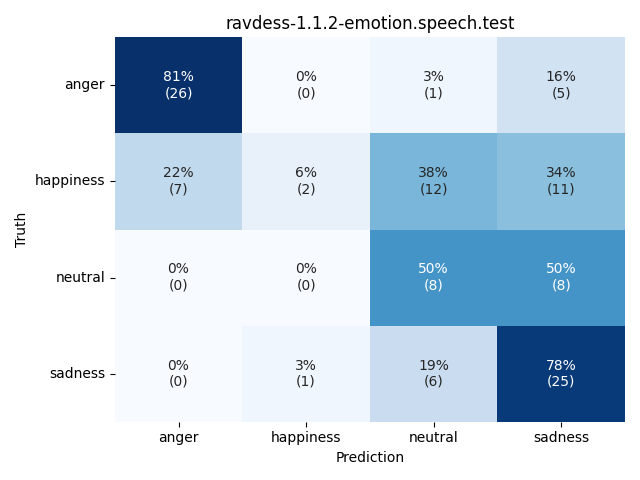 ravdess-1.1.2-emotion.speech.test
Truth
anger
81%
(26)
0%
(0)
3%
(1)
16%
(5)
happiness
22%
(7)
6%
(2)
38%
(12)
34%
(11)
neutral
0%
(0)
0%
(0)
50%
(8)
50%
(8)
sadness
0%
(0)
3%
(1)
19%
(6)
78%
(25)
anger
happiness
neutral
sadness
Prediction